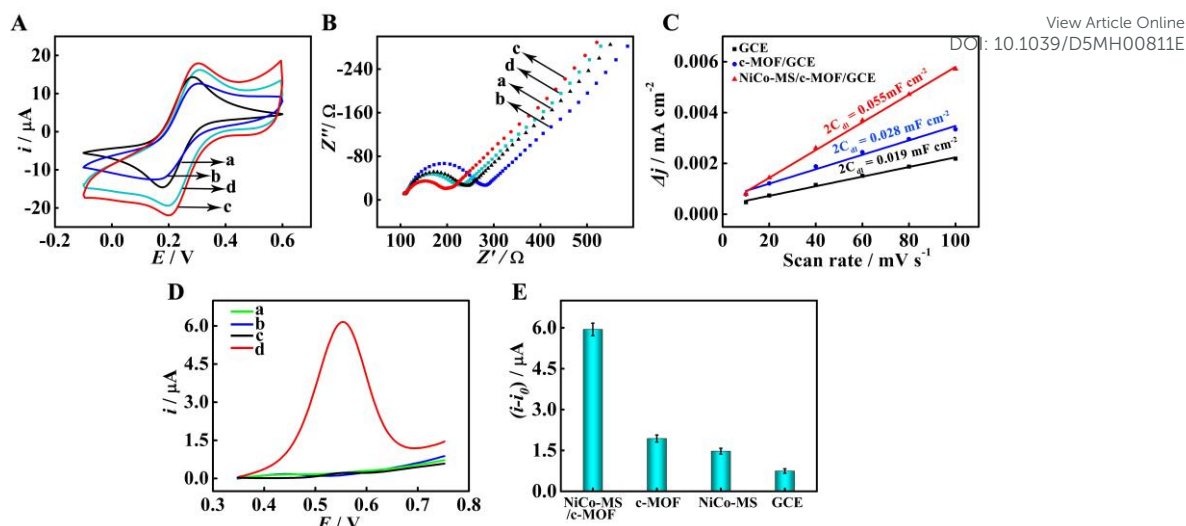 View Article Online
DOI: 10.1039/D5MH00811E
A
20
10
0
-10
-20
i / μA
a
b
d
c
-0.2
0.0
0.2
0.4
0.6
E / V
B
-240
-160
-80
0
Z'' / Ω
c
d
a
b
100
200
300
400
500
Z' / Ω
C
GCE
c-MOF/GCE
NiCo-MS/c-MOF/GCE
0.006
0.004
0.002
0.000
Δj / mA cm⁻²
2C_dl = 0.055mF cm⁻²
2C_dl = 0.028 mF cm⁻²
2C_dl = 0.019 mF cm⁻²
0
20
40
60
80
100
Scan rate / mV s⁻¹
D
a
b
c
d
6.0
4.5
3.0
1.5
0.0
i / μA
0.3
0.4
0.5
0.6
0.7
0.8
E / V
E
6.0
4.5
3.0
1.5
0.0
(i-i₀) / μA
NiCo-MS
/c-MOF
c-MOF
NiCo-MS
GCE